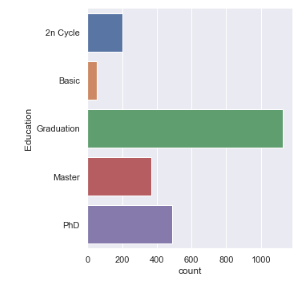 2n Cycle
Basic
Graduation
Master
PhD
Education
0 200 400 600 800 1000
count